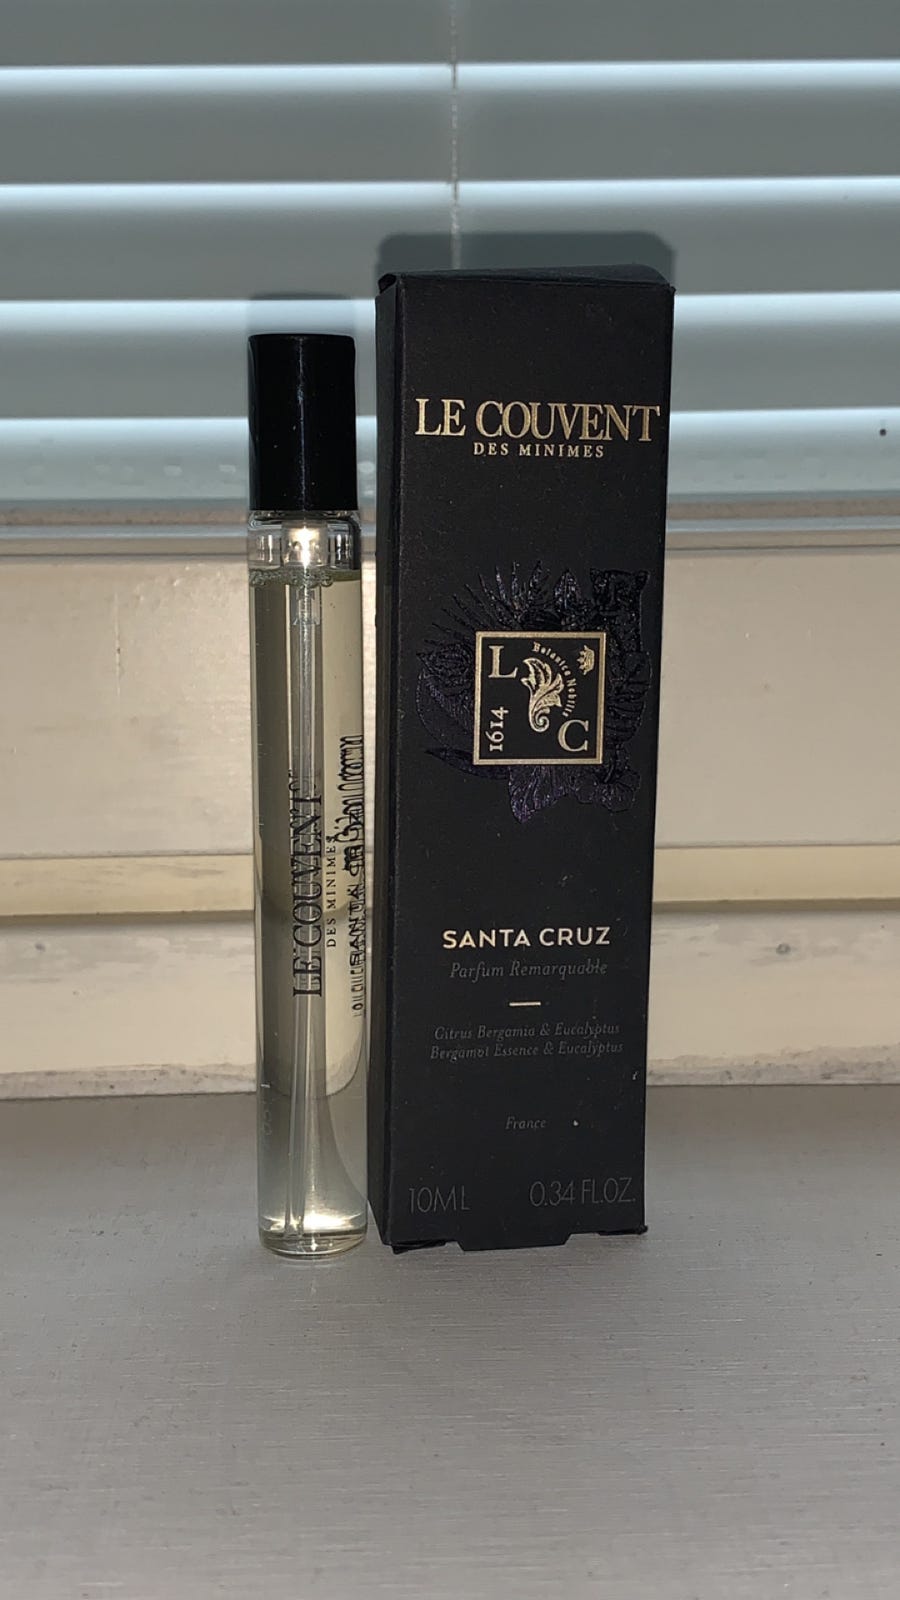 LE COUVENT
DES MINIMES
L
Botanica Nobilis
1614
C
SANTA CRUZ
Parfum Remarquable
Citrus Bergamia & Eucalyptus
Bergamot Essence & Eucalyptus
France
10ML 0.34 FL.OZ.
LE COUVENT
DES MINIMES